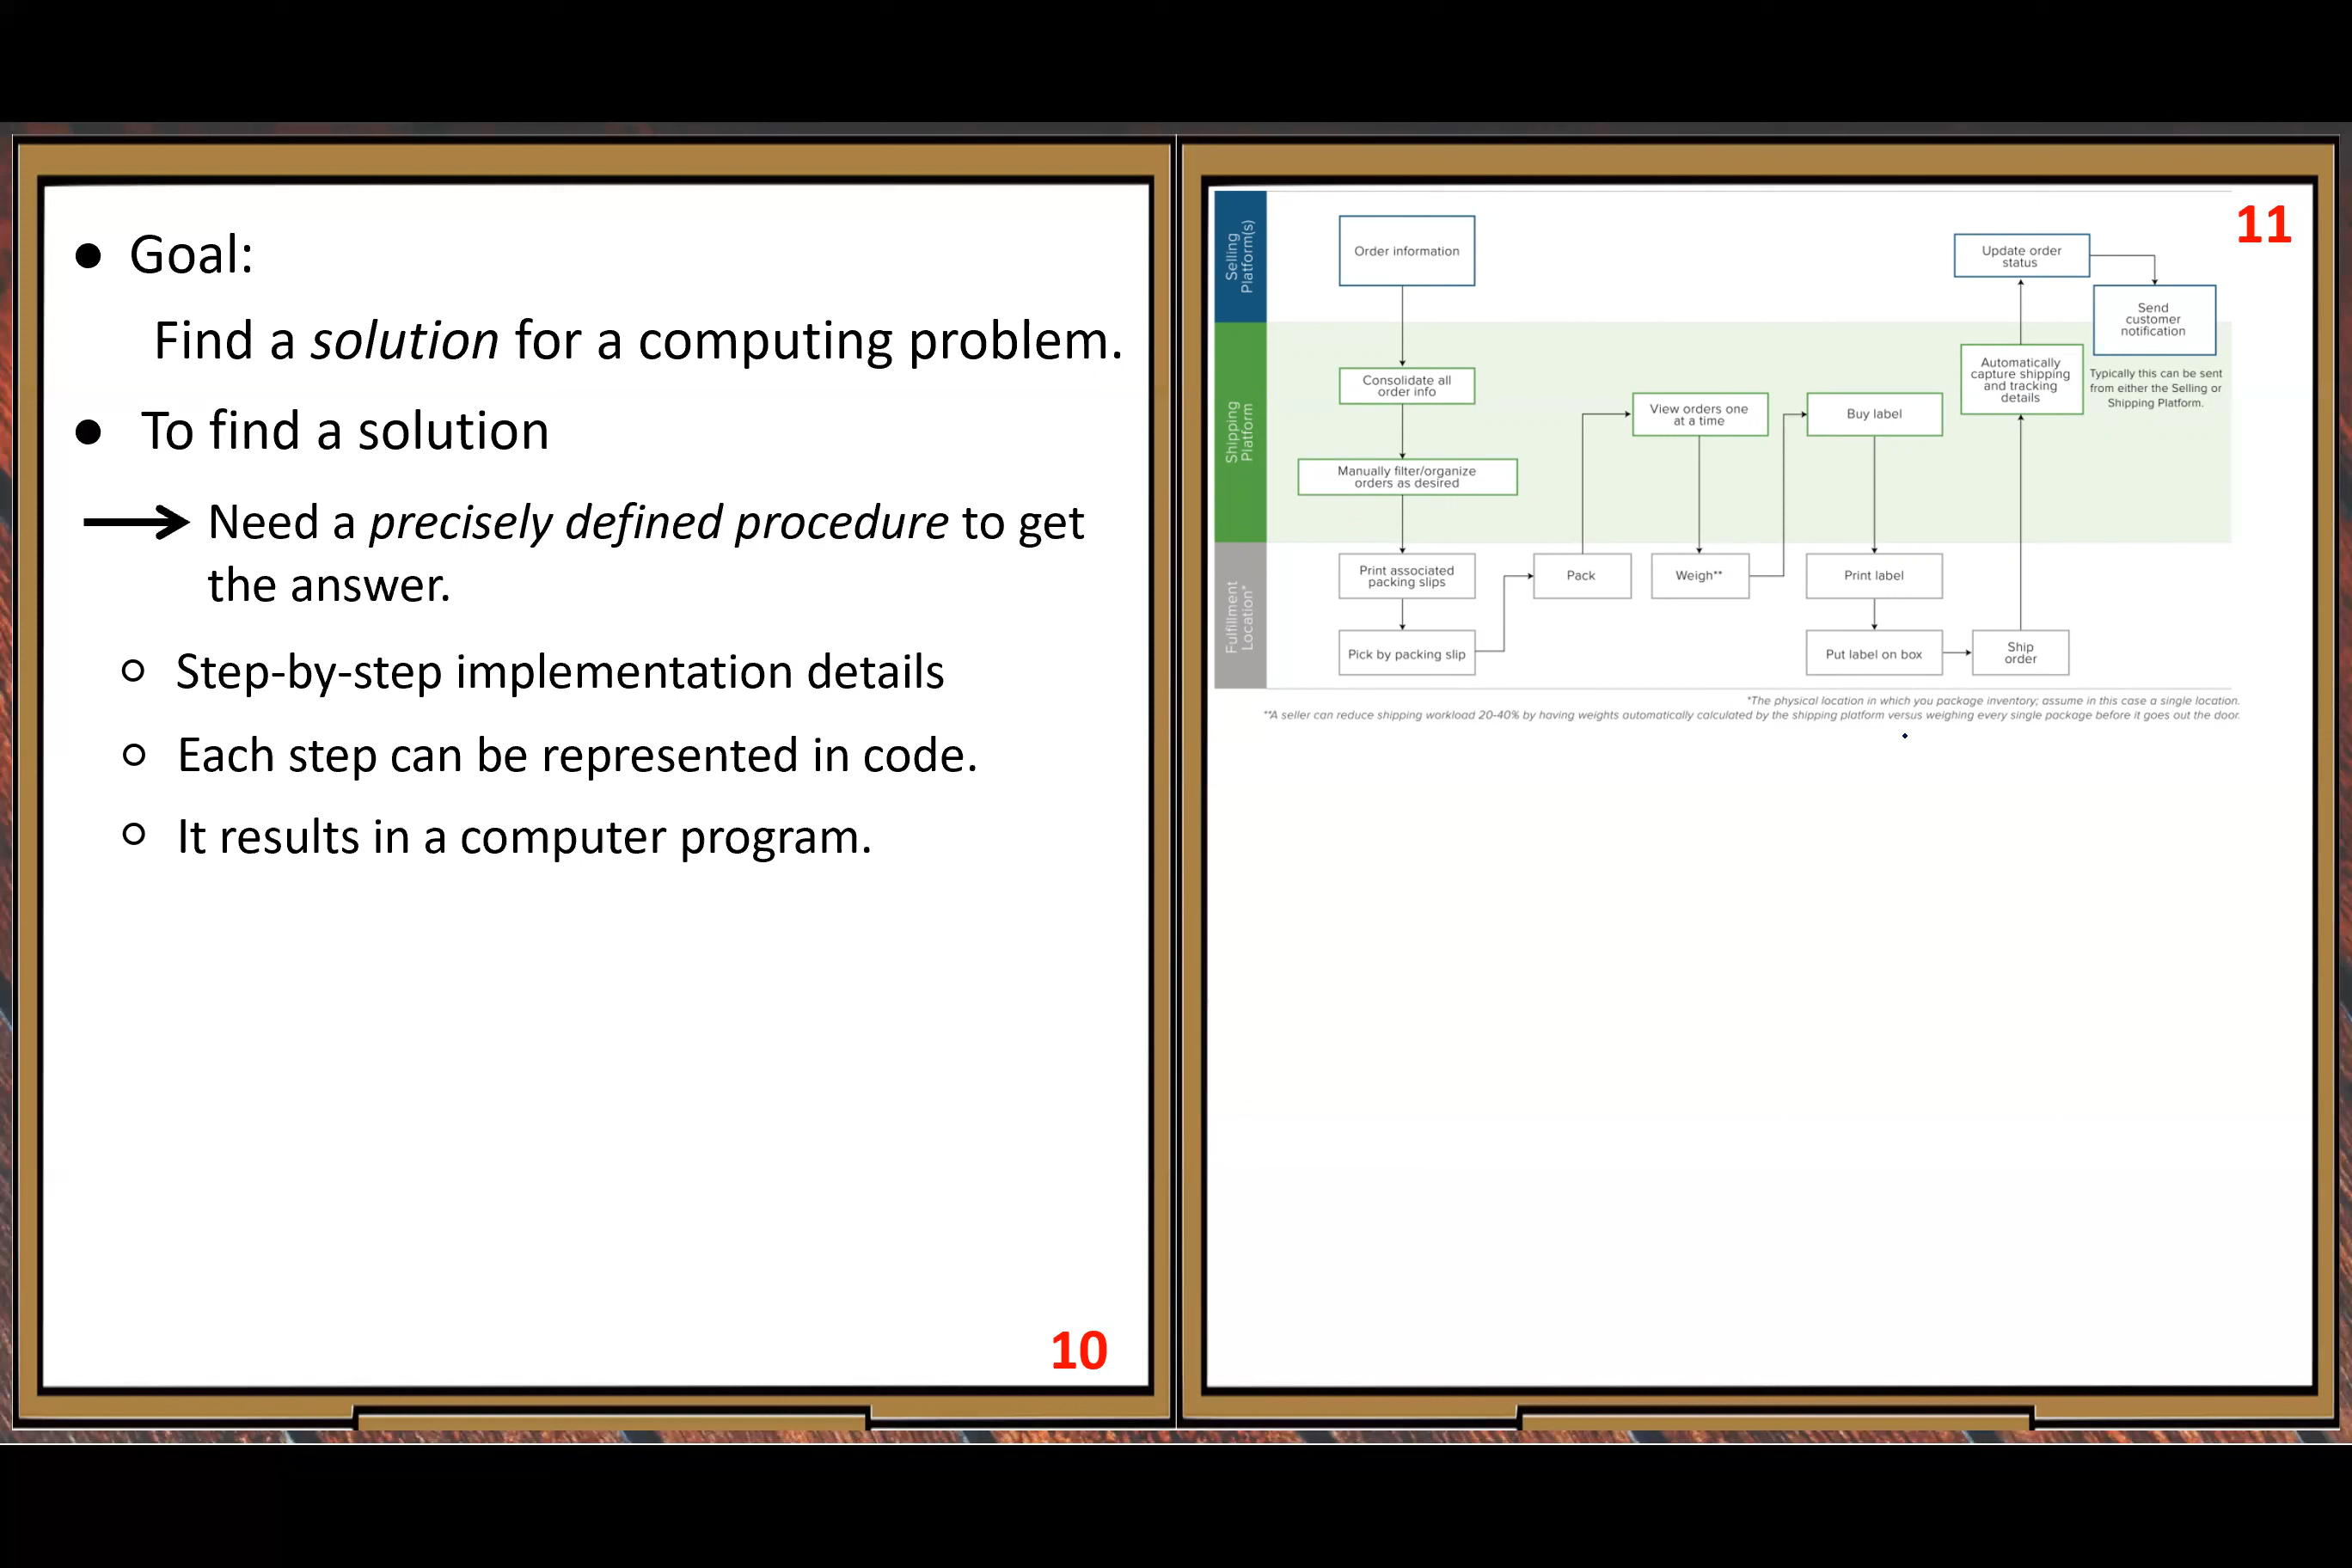 ● Goal:
Find a solution for a computing problem.
● To find a solution
Need a precisely defined procedure to get
the answer.
○ Step-by-step implementation details
○ Each step can be represented in code.
○ It results in a computer program.
10
11
Selling
Platform(s)
Order information
Update order
status
Send
customer
notification
Typically this can be sent
from either the Selling or
Shipping Platform.
Shipping
Platform
Consolidate all
order info
Manually filter/organize
orders as desired
View orders one
at a time
Buy label
Automatically
capture shipping
and tracking
details
Fulfillment
Location*
Print associated
packing slips
Pick by packing slip
Pack
Weigh**
Print label
Put label on box
Ship
order
*The physical location in which you package inventory; assume in this case a single location.
**A seller can reduce shipping workload 20-40% by having weights automatically calculated by the shipping platform versus weighing every single package before it goes out the door.